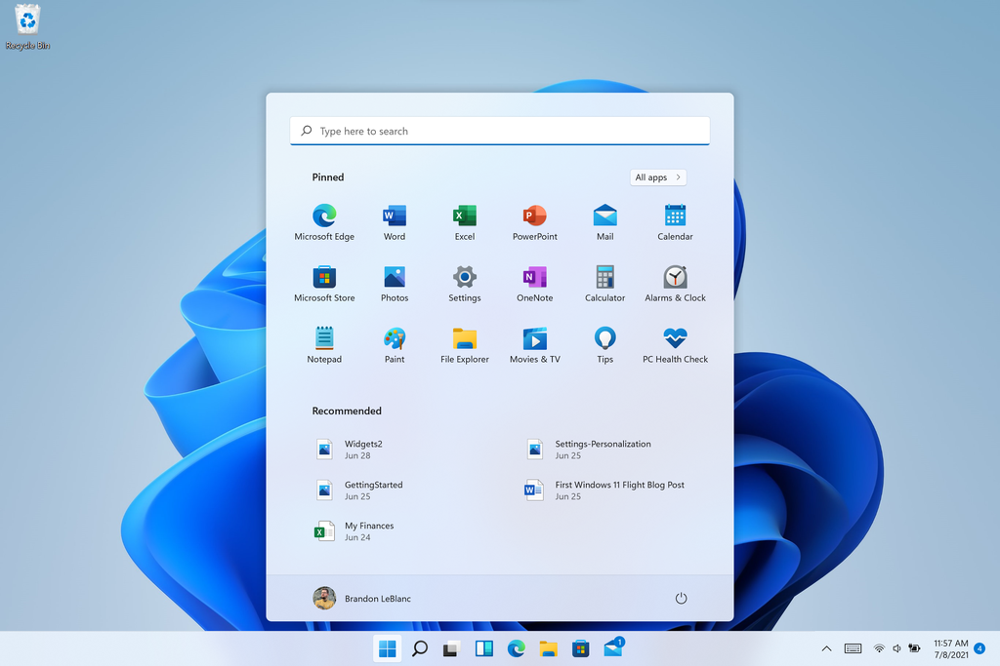 Recycle Bin
Type here to search
Pinned
All apps
Microsoft Edge
Word
Excel
PowerPoint
Mail
Calendar
Microsoft Store
Photos
Settings
OneNote
Calculator
Alarms & Clock
Notepad
Paint
File Explorer
Movies & TV
Tips
PC Health Check
Recommended
Widgets2
Jun 28
Settings-Personalization
Jun 25
GettingStarted
Jun 25
First Windows 11 Flight Blog Post
Jun 25
My Finances
Jun 24
Brandon LeBlanc
1
11:57 AM
7/8/2021
4